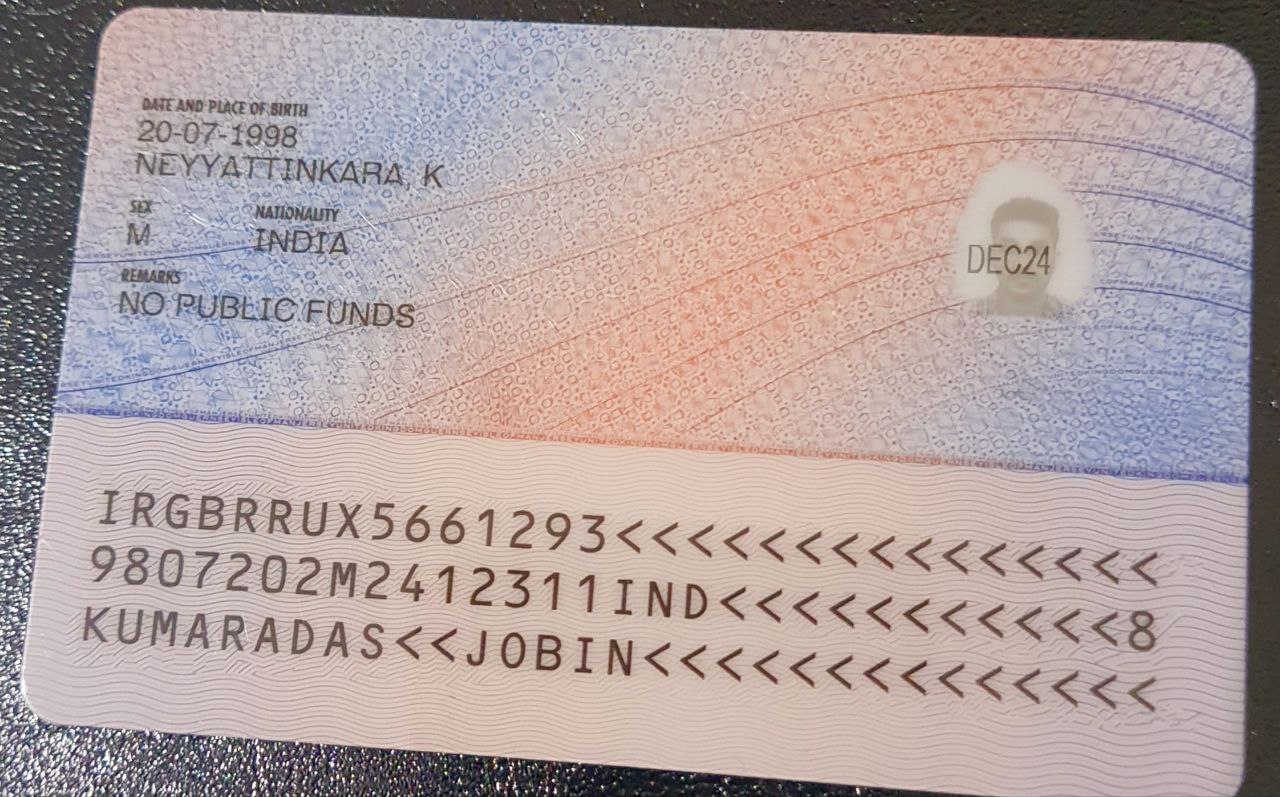 DATE AND PLACE OF BIRTH
20-07-1998
NEYYATTINKARA, K
SEX NATIONALITY
M INDIA
REMARKS
NO PUBLIC FUNDS
DEC24
IRGBRRUX5661293<<<<<<<<<<<<<<<
9807202M2412311IND<<<<<<<<<<<8
KUMARADAS<<JOBIN<<<<<<<<<<<<<<